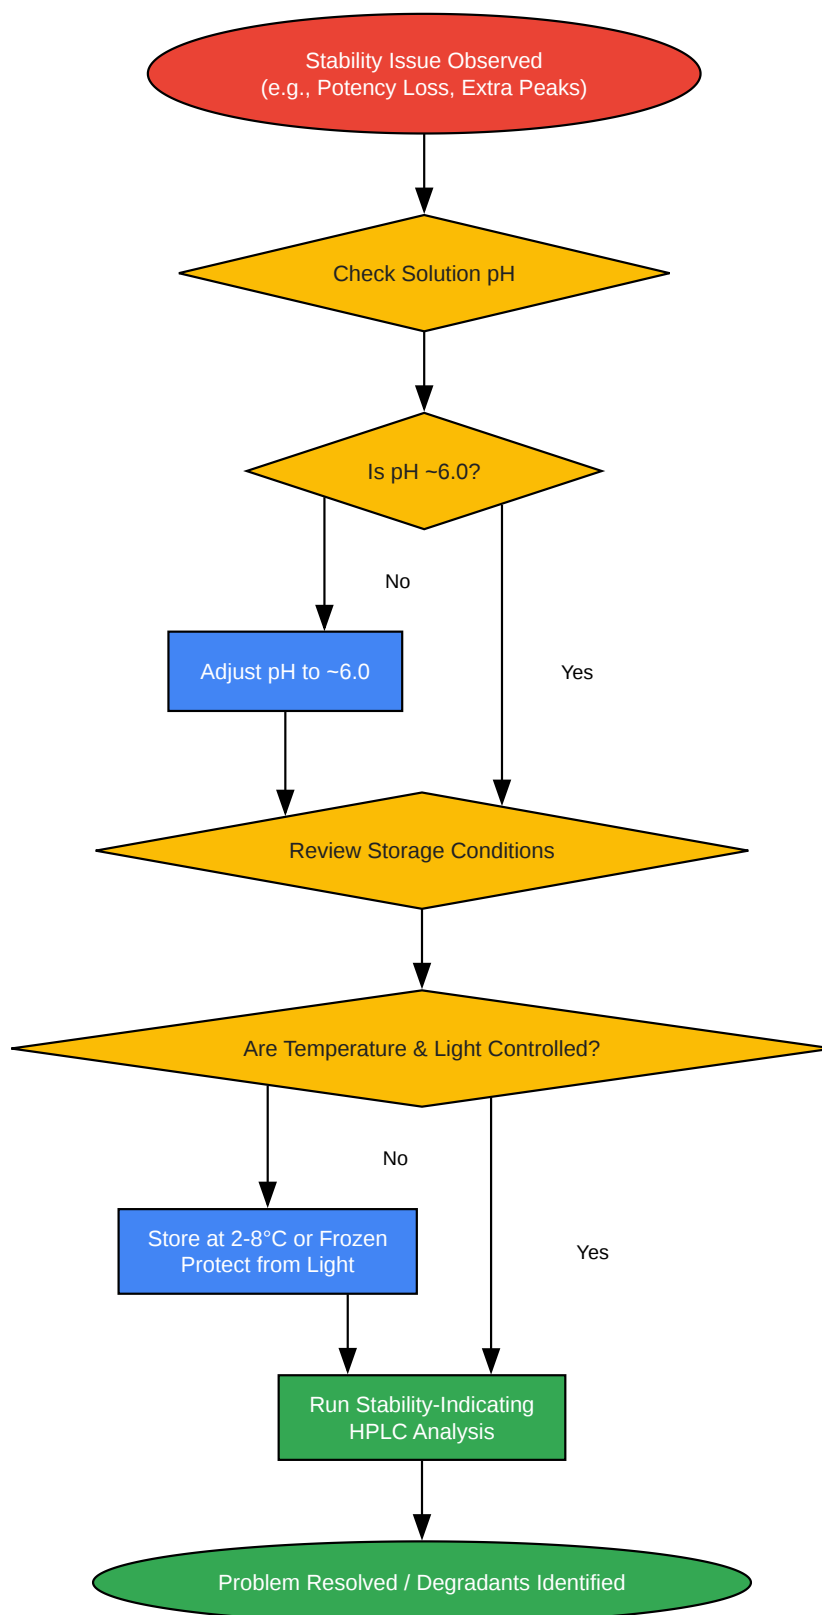 Stability Issue Observed
(e.g., Potency Loss, Extra Peaks)
Check Solution pH
Is pH ~6.0?
No
Adjust pH to ~6.0
Yes
Review Storage Conditions
Are Temperature & Light Controlled?
No
Store at 2-8°C or Frozen
Protect from Light
Yes
Run Stability-Indicating
HPLC Analysis
Problem Resolved / Degradants Identified